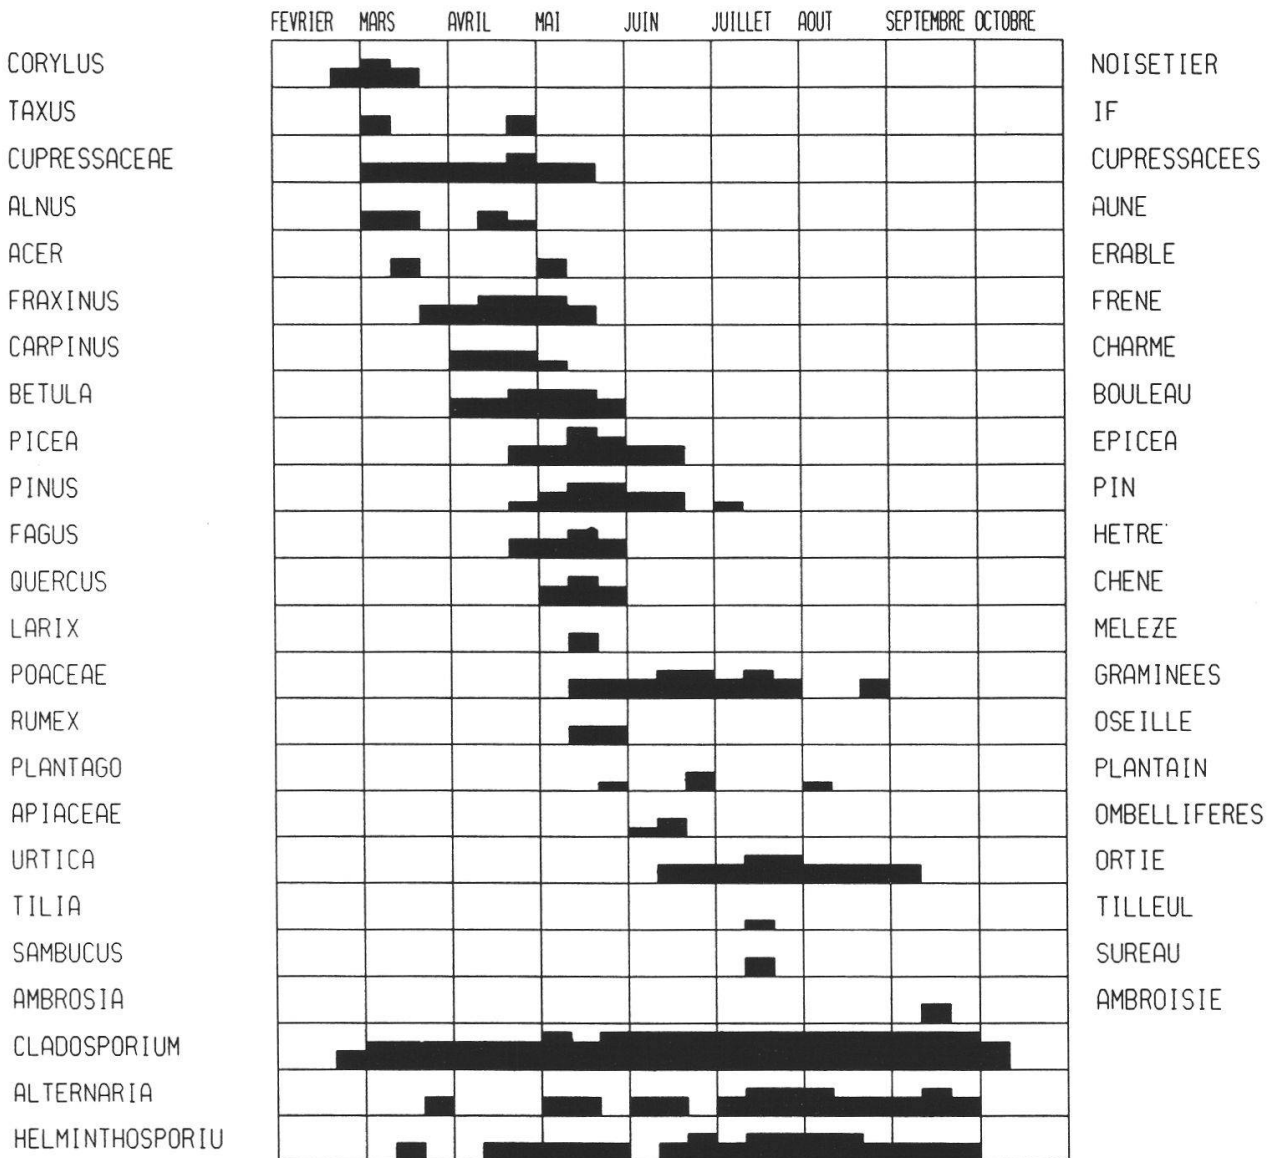 FEVRIER MARS AVRIL MAI JUIN JUILLET AOUT SEPTEMBRE OCTOBRE
CORYLUS NOISETIER
TAXUS IF
CUPRESSACEAE CUPRESSACEES
ALNUS AUNE
ACER ERABLE
FRAXINUS FRENE
CARPINUS CHARME
BETULA BOULEAU
PICEA EPICEA
PINUS PIN
FAGUS HETRE
QUERCUS CHENE
LARIX MELEZE
POACEAE GRAMINEES
RUMEX OSEILLE
PLANTAGO PLANTAIN
APIACEAE OMBELLIFERES
URTICA ORTIE
TILIA TILLEUL
SAMBUCUS SUREAU
AMBROSIA AMBROISIE
CLADOSPORIUM
ALTERNARIA
HELMINTHOSPORIU